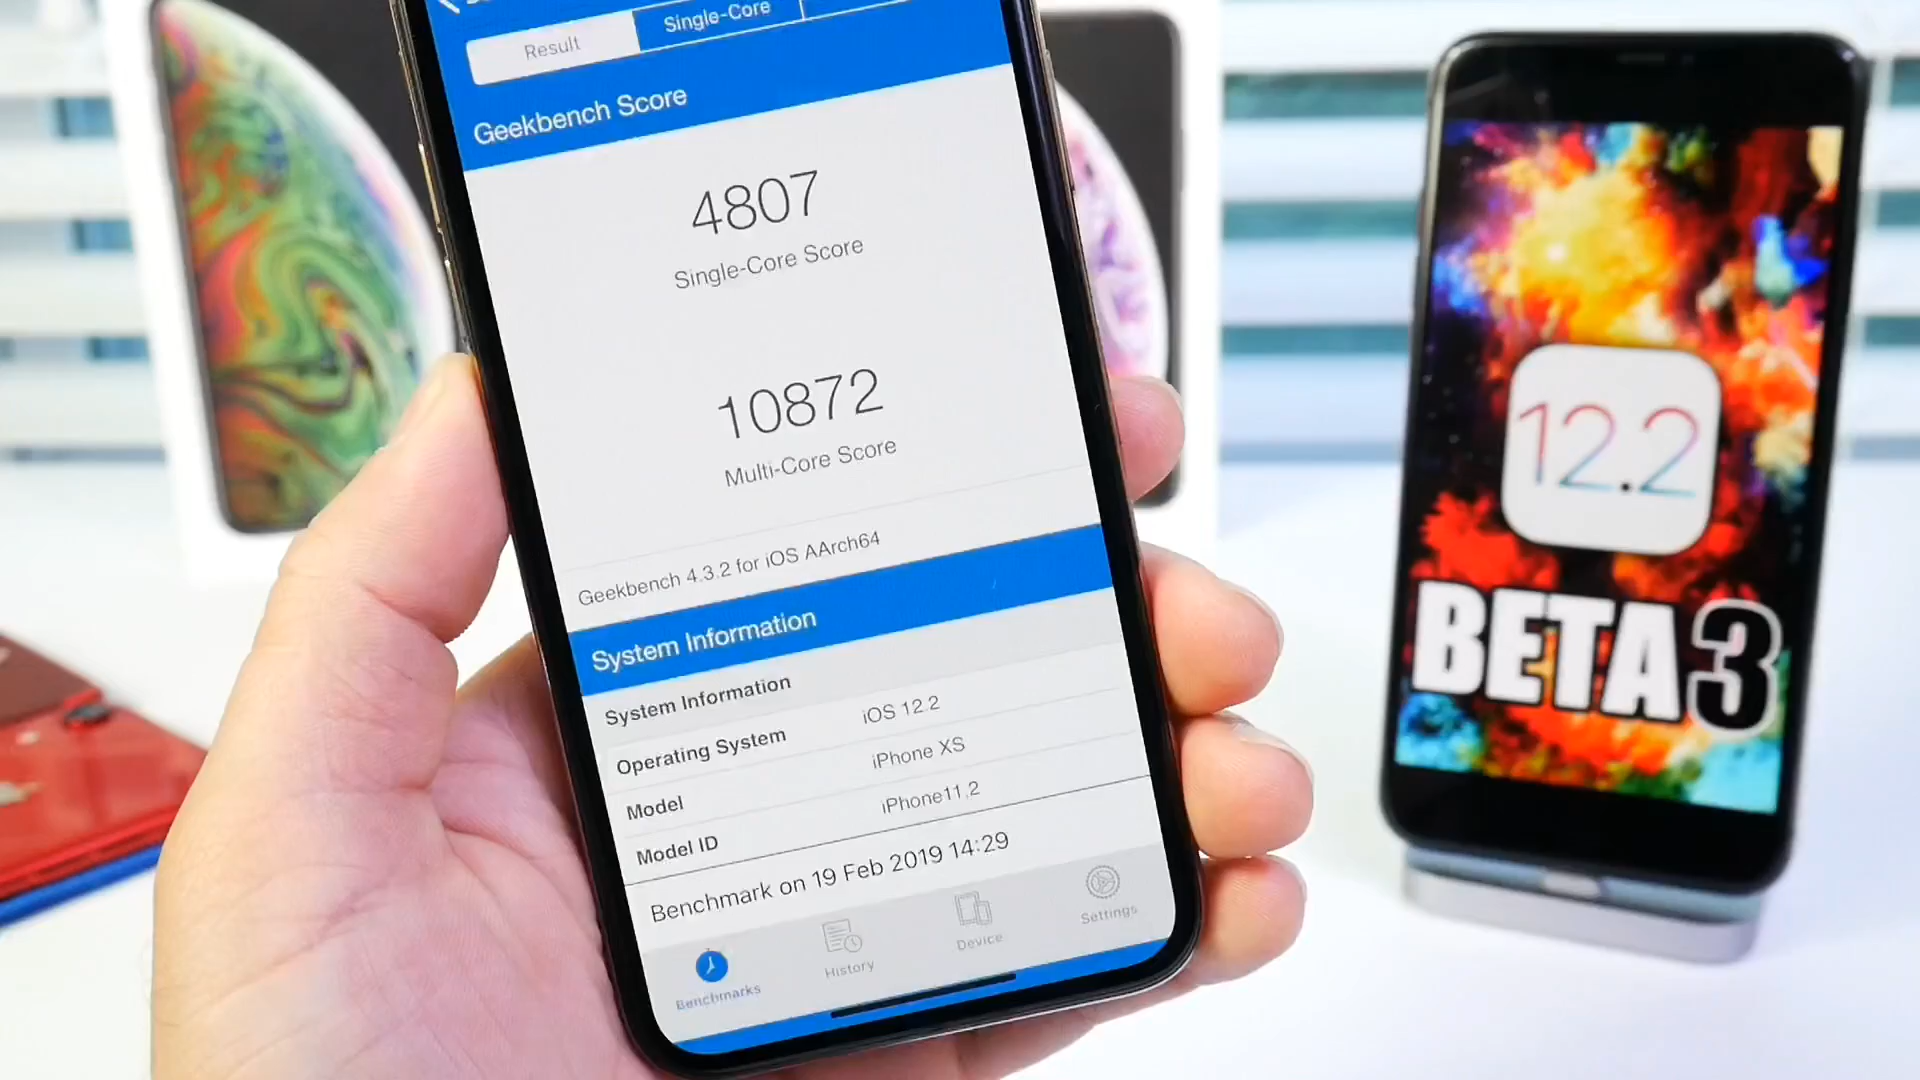 Result
Single-Core
Geekbench Score
4807
Single-Core Score
10872
Multi-Core Score
Geekbench 4.3.2 for iOS AArch64
System Information
System Information
Operating System iOS 12.2
Model iPhone XS
Model ID iPhone11,2
Benchmark on 19 Feb 2019 14:29
Benchmarks
History
Device
Settings
12.2
BETA 3